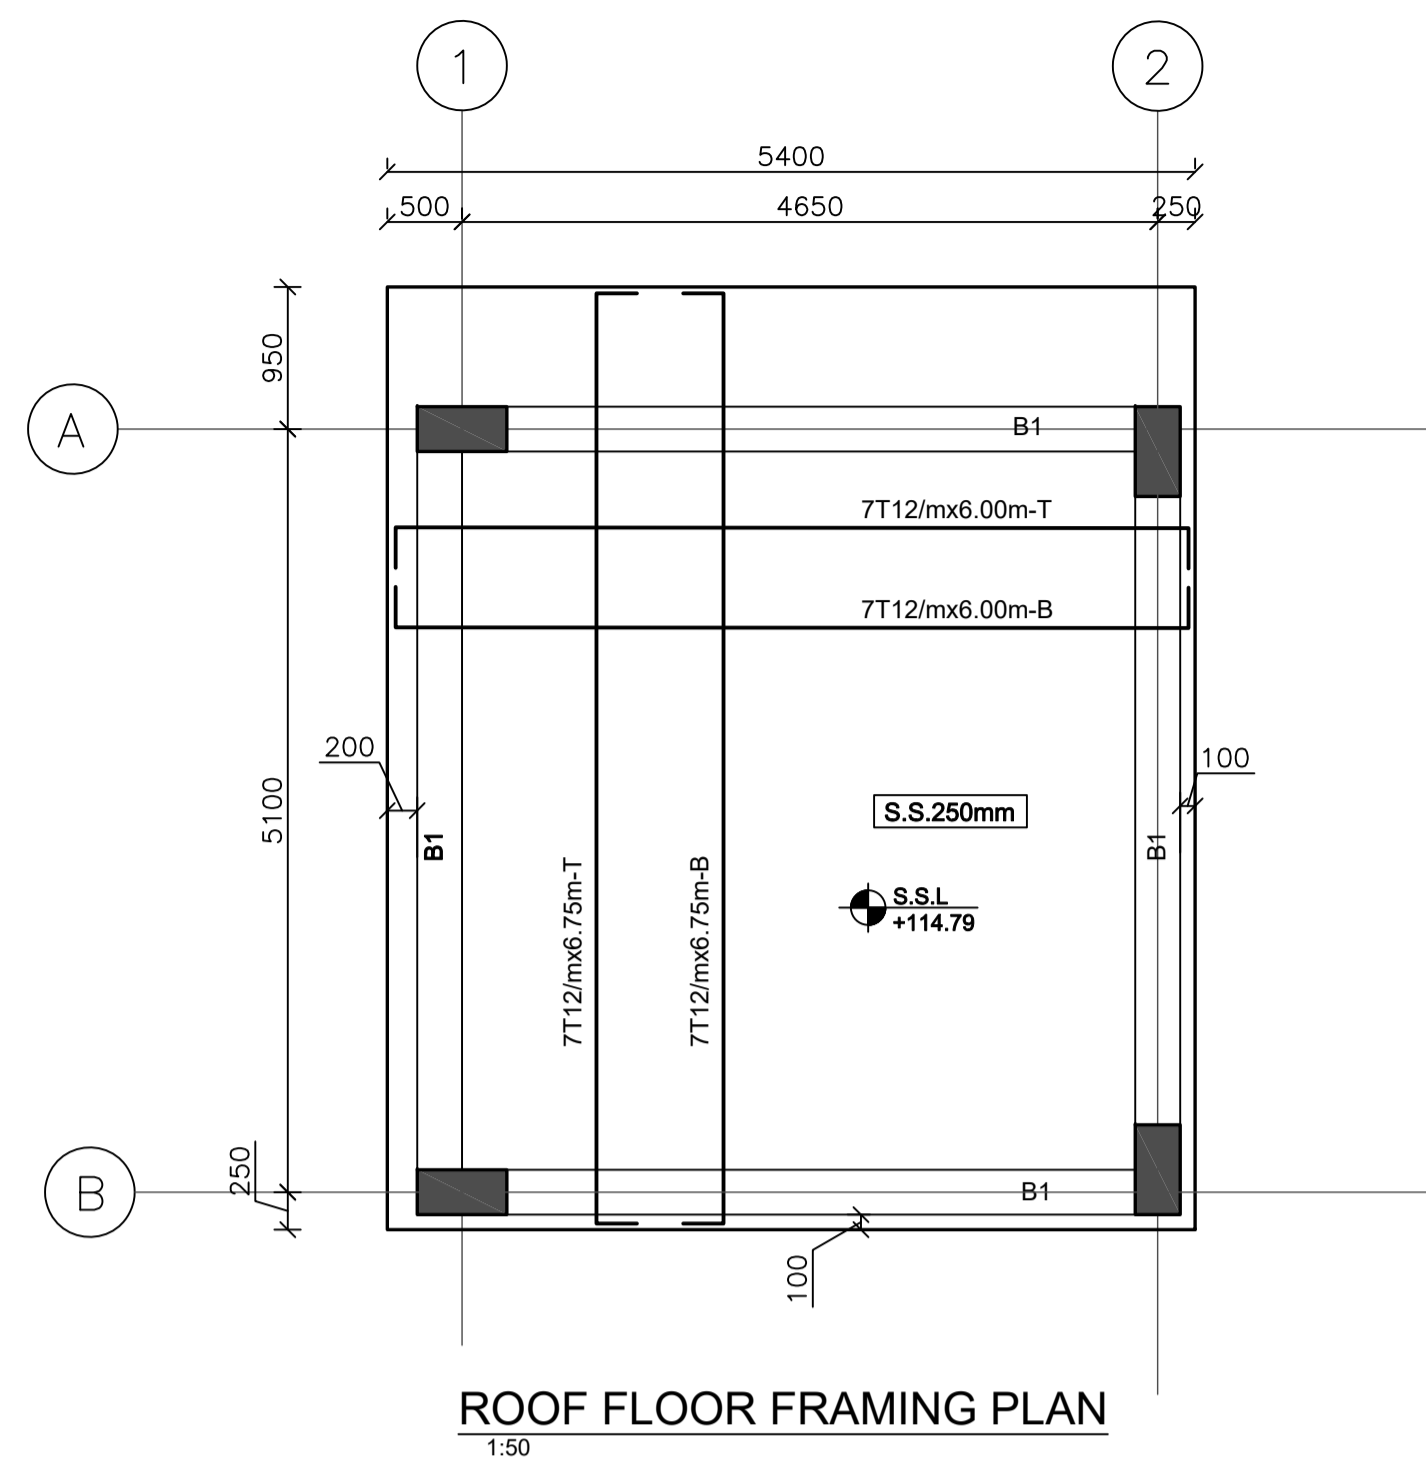 1
2
5400
500
4650
250
950
A
B1
7T12/mx6.00m-T
7T12/mx6.00m-B
200
100
5100
S.S.250mm
B1
B1
7T12/mx6.75m-T
7T12/mx6.75m-B
S.S.L
+114.79
250
B
B1
100
ROOF FLOOR FRAMING PLAN
1:50